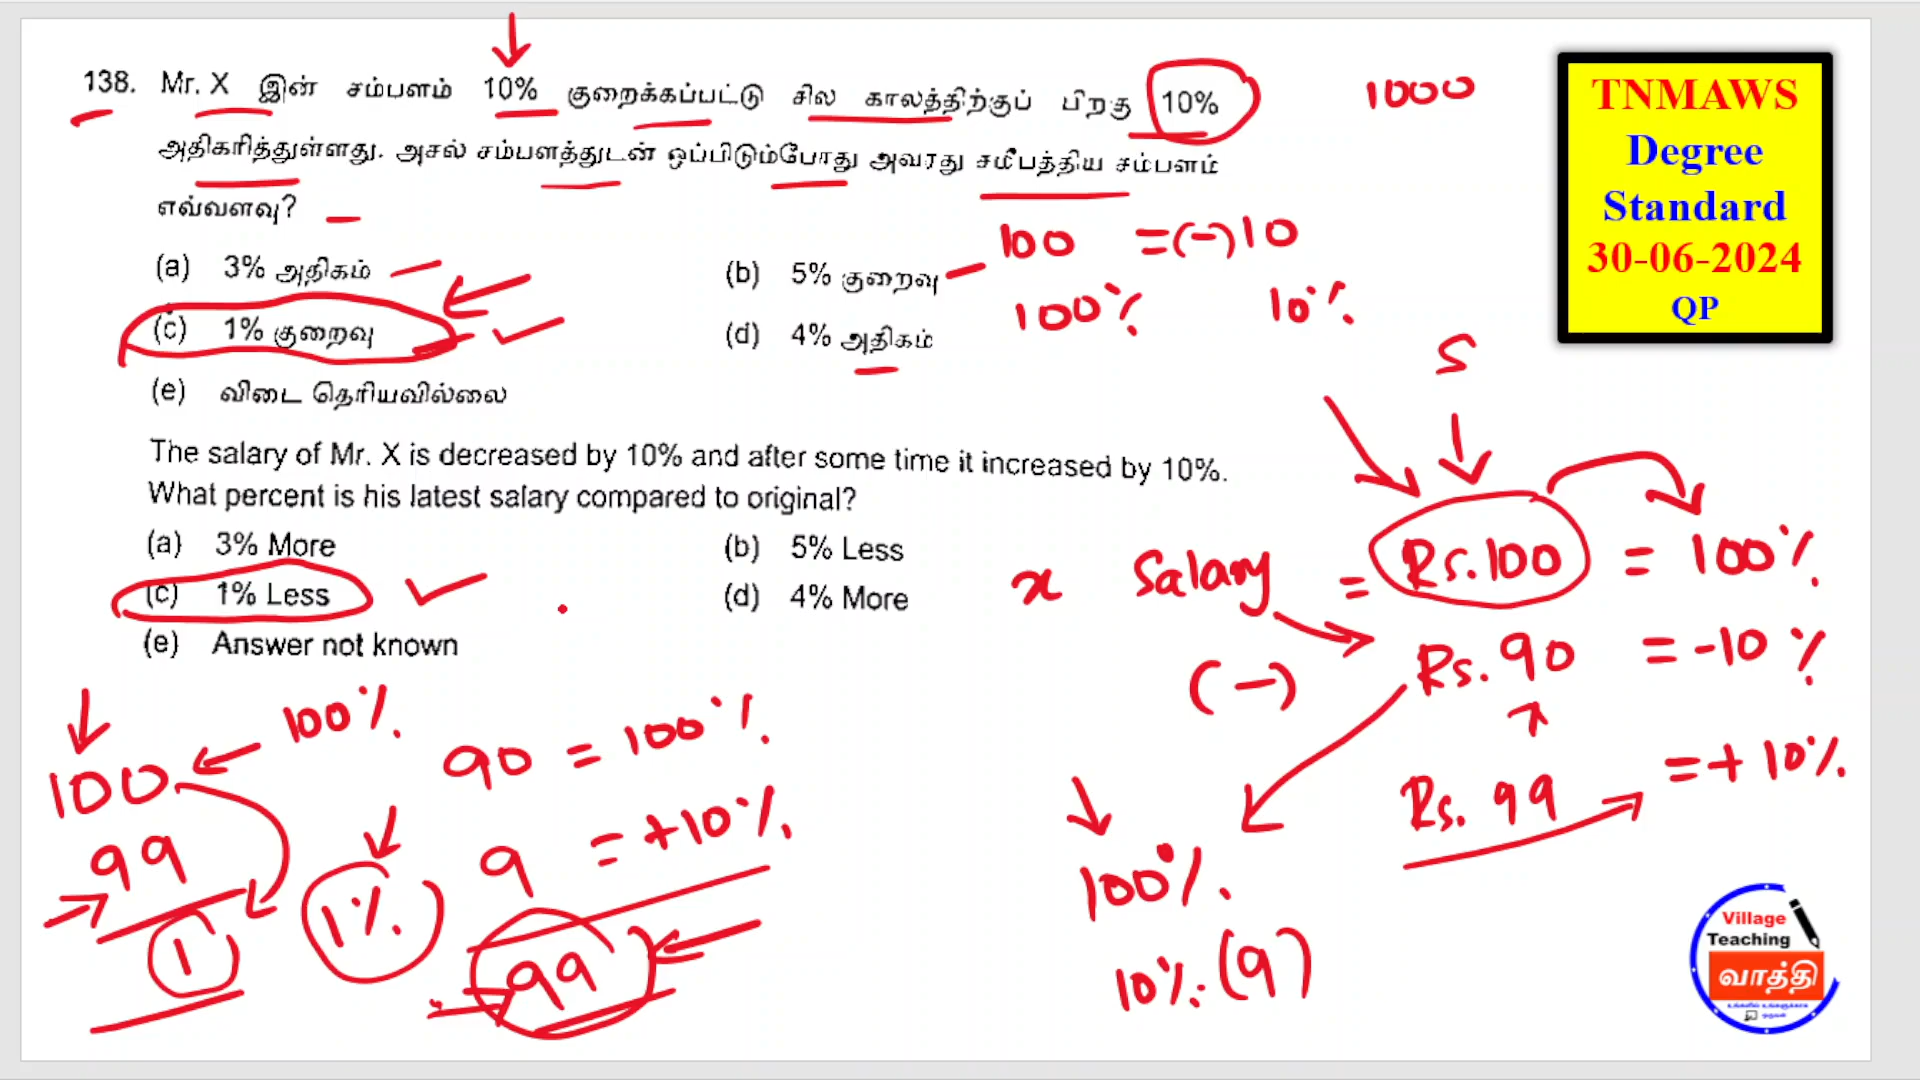 138. Mr. X இன் சம்பளம் 10% குறைக்கப்பட்டு சில காலத்திற்குப் பிறகு 10%
அதிகரித்துள்ளது. அசல் சம்பளத்துடன் ஒப்பிடும்போது அவரது சமீபத்திய சம்பளம்
எவ்வளவு?
(a) 3% அதிகம்
(b) 5% குறைவு
(c) 1% குறைவு
(d) 4% அதிகம்
(e) விடை தெரியவில்லை
The salary of Mr. X is decreased by 10% and after some time it increased by 10%.
What percent is his latest salary compared to original?
(a) 3% More
(b) 5% Less
(c) 1% Less
(d) 4% More
(e) Answer not known
1000
TNMAWS
Degree
Standard
30-06-2024
QP
100 = (-) 10
100% 10%
S
x Salary = Rs. 100 = 100%
(-) Rs. 90 = -10%
Rs. 99 = +10%
100%
10% (9)
100 100%
99
1
1%
90 = 100%
9 = +10%
99
Village
Teaching
வாத்தி